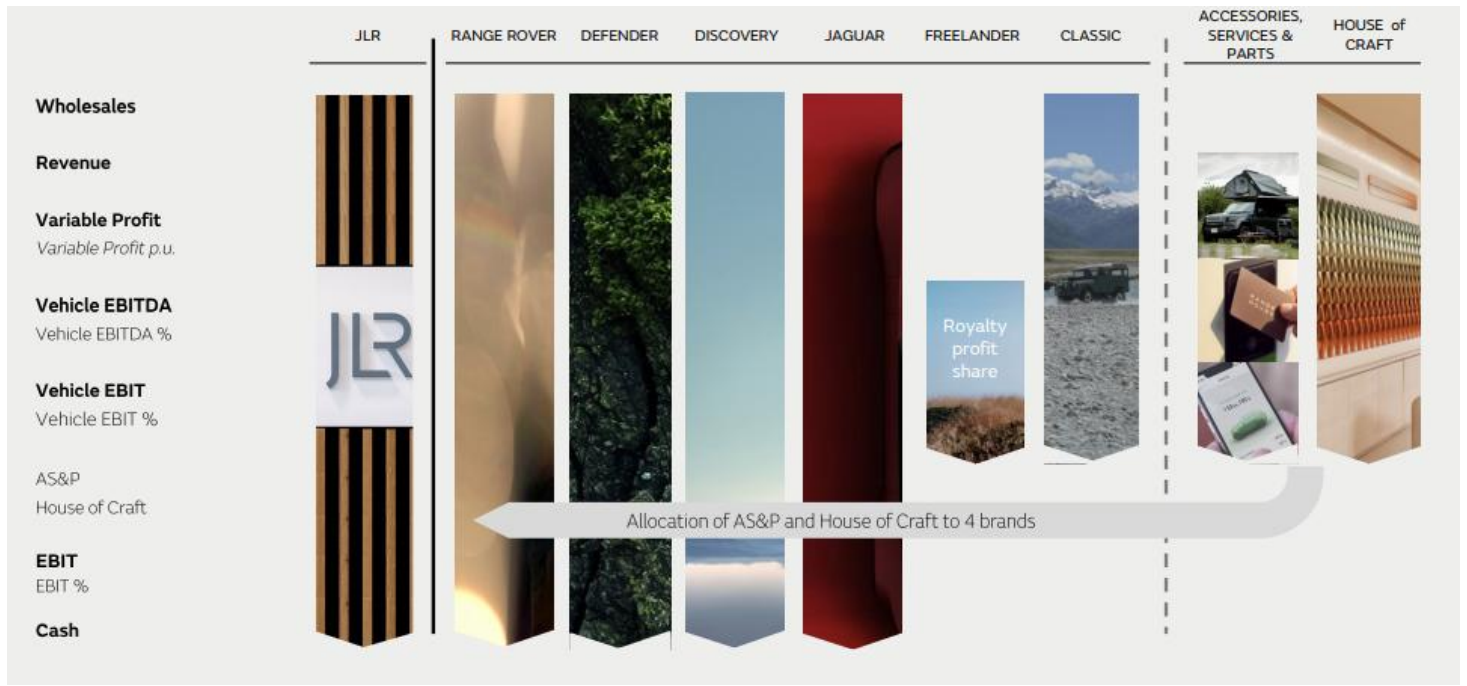 JLR
RANGE ROVER
DEFENDER
DISCOVERY
JAGUAR
FREELANDER
CLASSIC
ACCESSORIES,
SERVICES &
PARTS
HOUSE of
CRAFT
Wholesales
Revenue
Variable Profit
Variable Profit p.u.
Vehicle EBITDA
Vehicle EBITDA %
Vehicle EBIT
Vehicle EBIT %
AS&P
House of Craft
EBIT
EBIT %
Cash
JLR
Royalty
profit
share
Allocation of AS&P and House of Craft to 4 brands